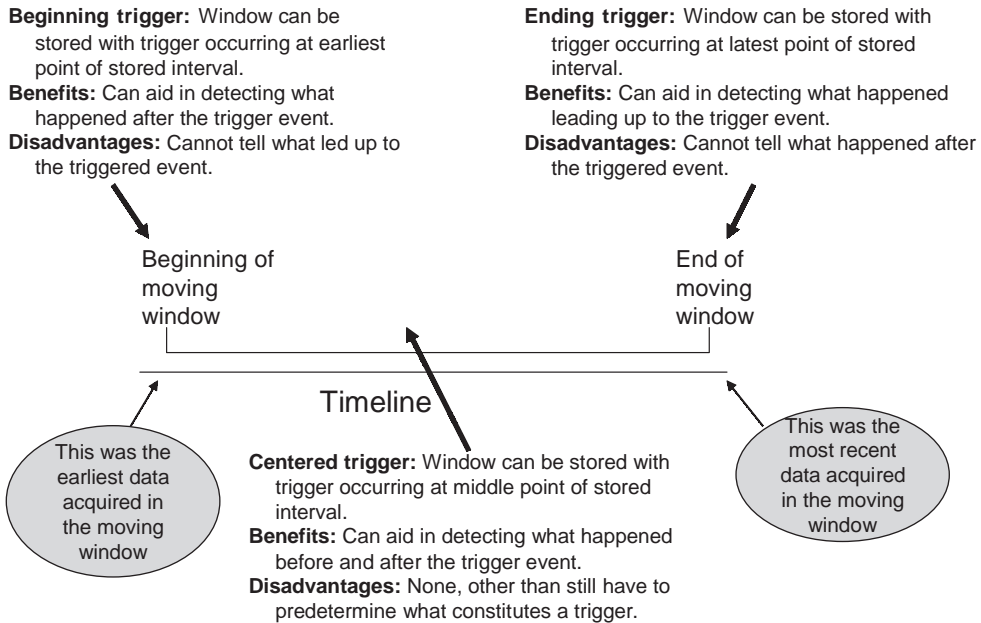 Beginning trigger: Window can be
stored with trigger occurring at earliest
point of stored interval.
Benefits: Can aid in detecting what
happened after the trigger event.
Disadvantages: Cannot tell what led up to
the triggered event.
Ending trigger: Window can be stored with
trigger occurring at latest point of stored
interval.
Benefits: Can aid in detecting what happened
leading up to the trigger event.
Disadvantages: Cannot tell what happened after
the triggered event.
Beginning of
moving
window
End of
moving
window
Timeline
This was the
earliest data
acquired in
the moving
window
Centered trigger: Window can be stored with
trigger occurring at middle point of stored
interval.
Benefits: Can aid in detecting what happened
before and after the trigger event.
Disadvantages: None, other than still have to
predetermine what constitutes a trigger.
This was the
most recent
data acquired
in the moving
window